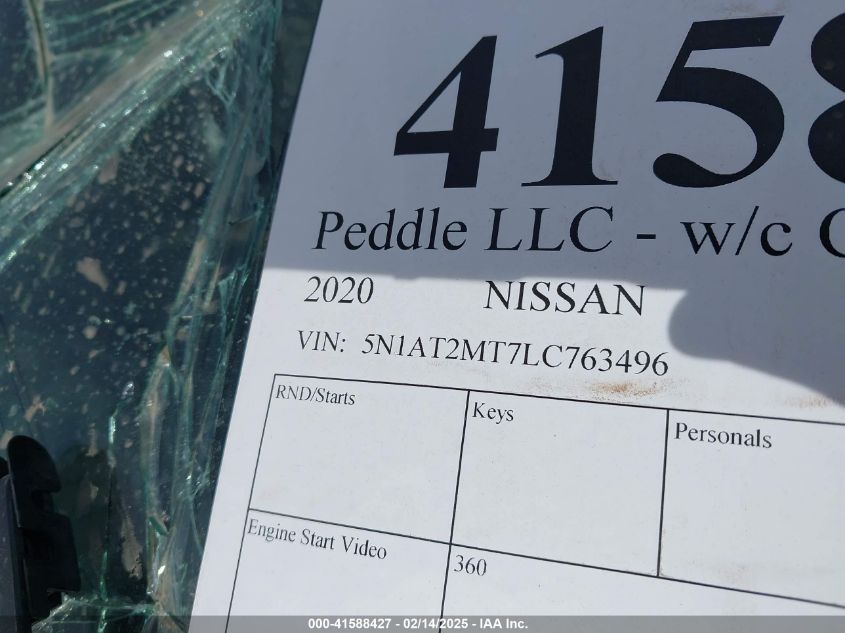 4158
Peddle LLC - w/c
2020 NISSAN
VIN: 5N1AT2MT7LC763496
RND/Starts Keys Personals
Engine Start Video 360
000-41588427 - 02/14/2025 - IAA Inc.